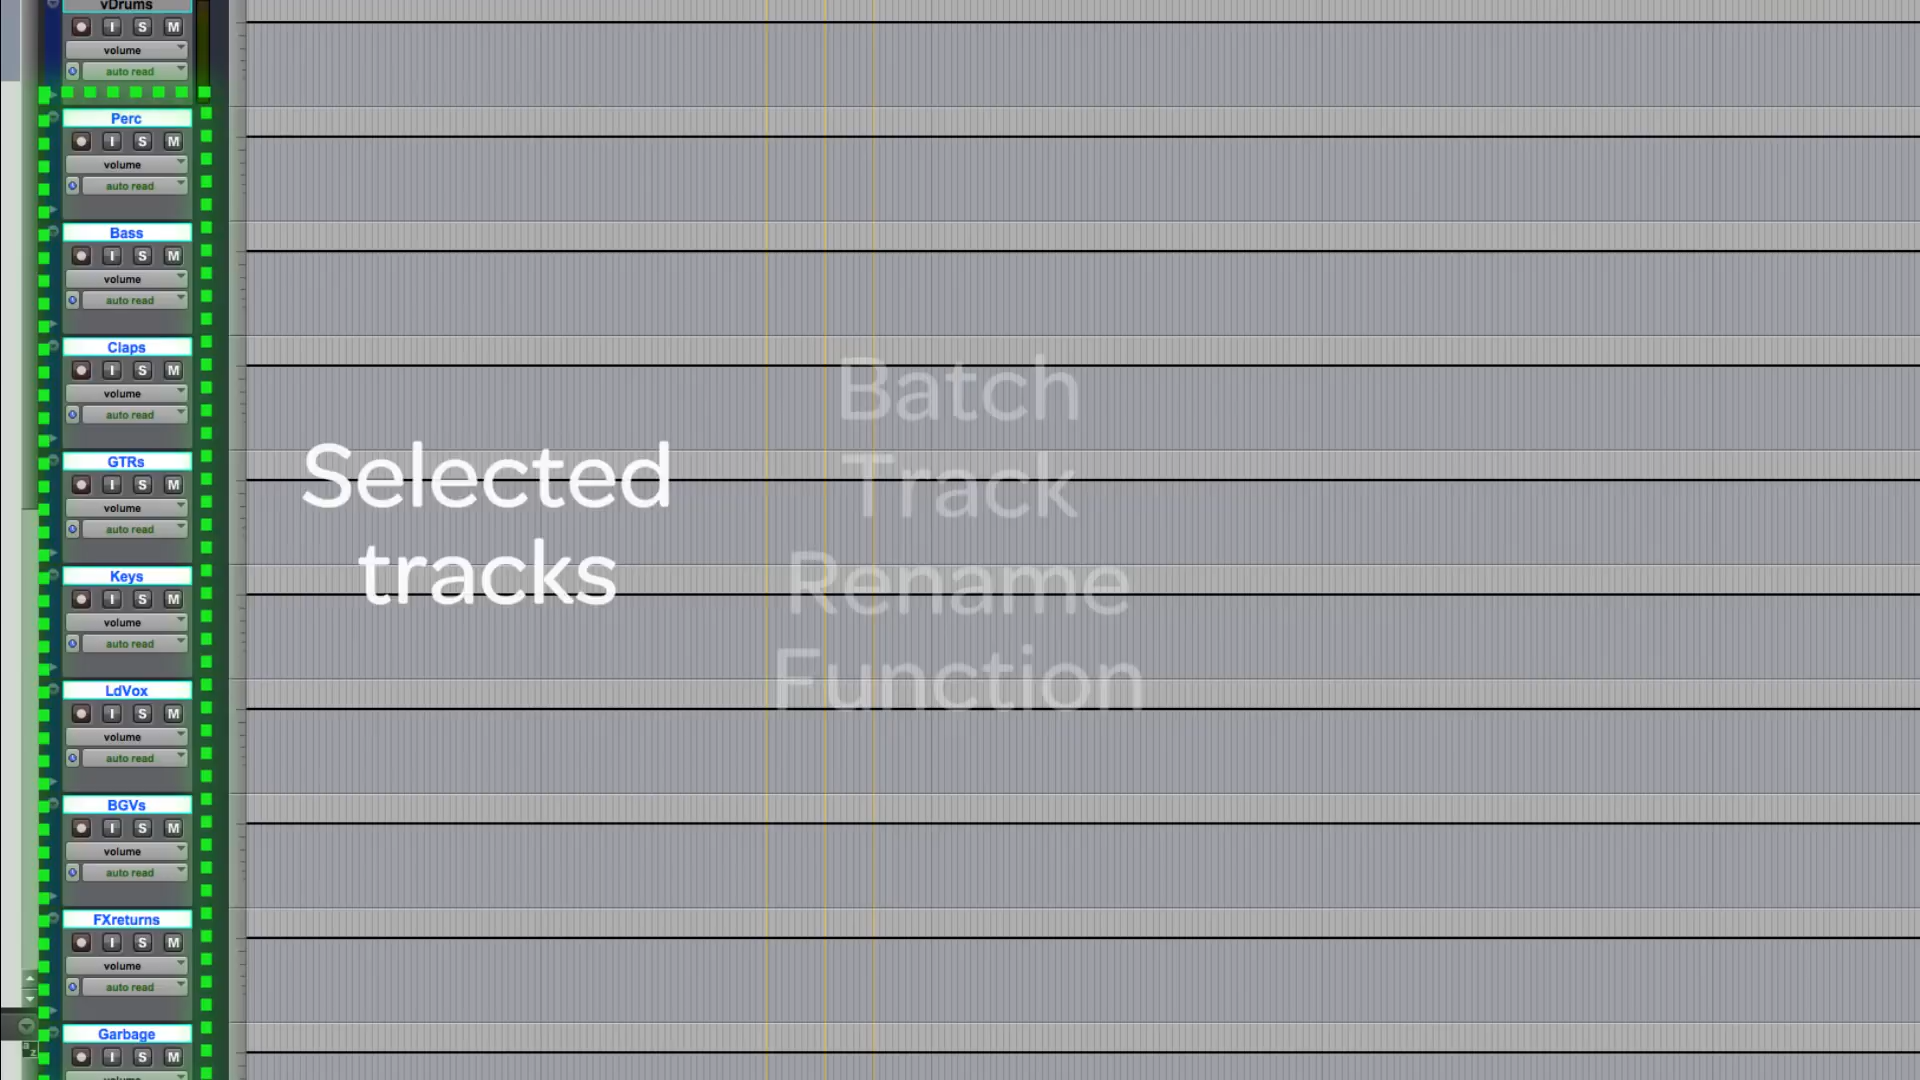 vDrums
I S M
volume
auto read
Perc
I S M
volume
auto read
Bass
I S M
volume
auto read
Claps
I S M
volume
auto read
GTRs
I S M
volume
auto read
Keys
I S M
volume
auto read
LdVox
I S M
volume
auto read
BGVs
I S M
volume
auto read
FXreturns
I S M
volume
auto read
Garbage
I S M
volume
a
z
Selected
tracks
Batch
Track
Rename
Function